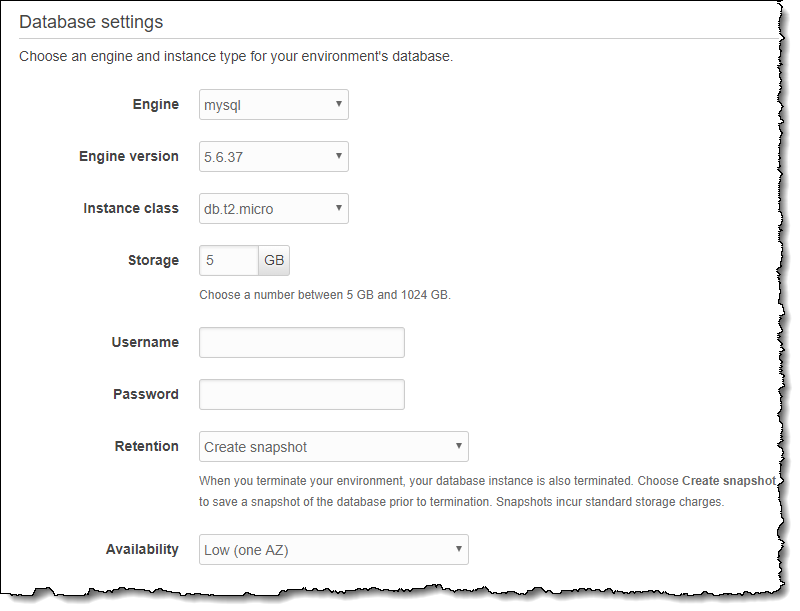 Database settings
Choose an engine and instance type for your environment's database.
Engine mysql
Engine version 5.6.37
Instance class db.t2.micro
Storage 5 GB
Choose a number between 5 GB and 1024 GB.
Username
Password
Retention Create snapshot
When you terminate your environment, your database instance is also terminated. Choose Create snapshot
to save a snapshot of the database prior to termination. Snapshots incur standard storage charges.
Availability Low (one AZ)